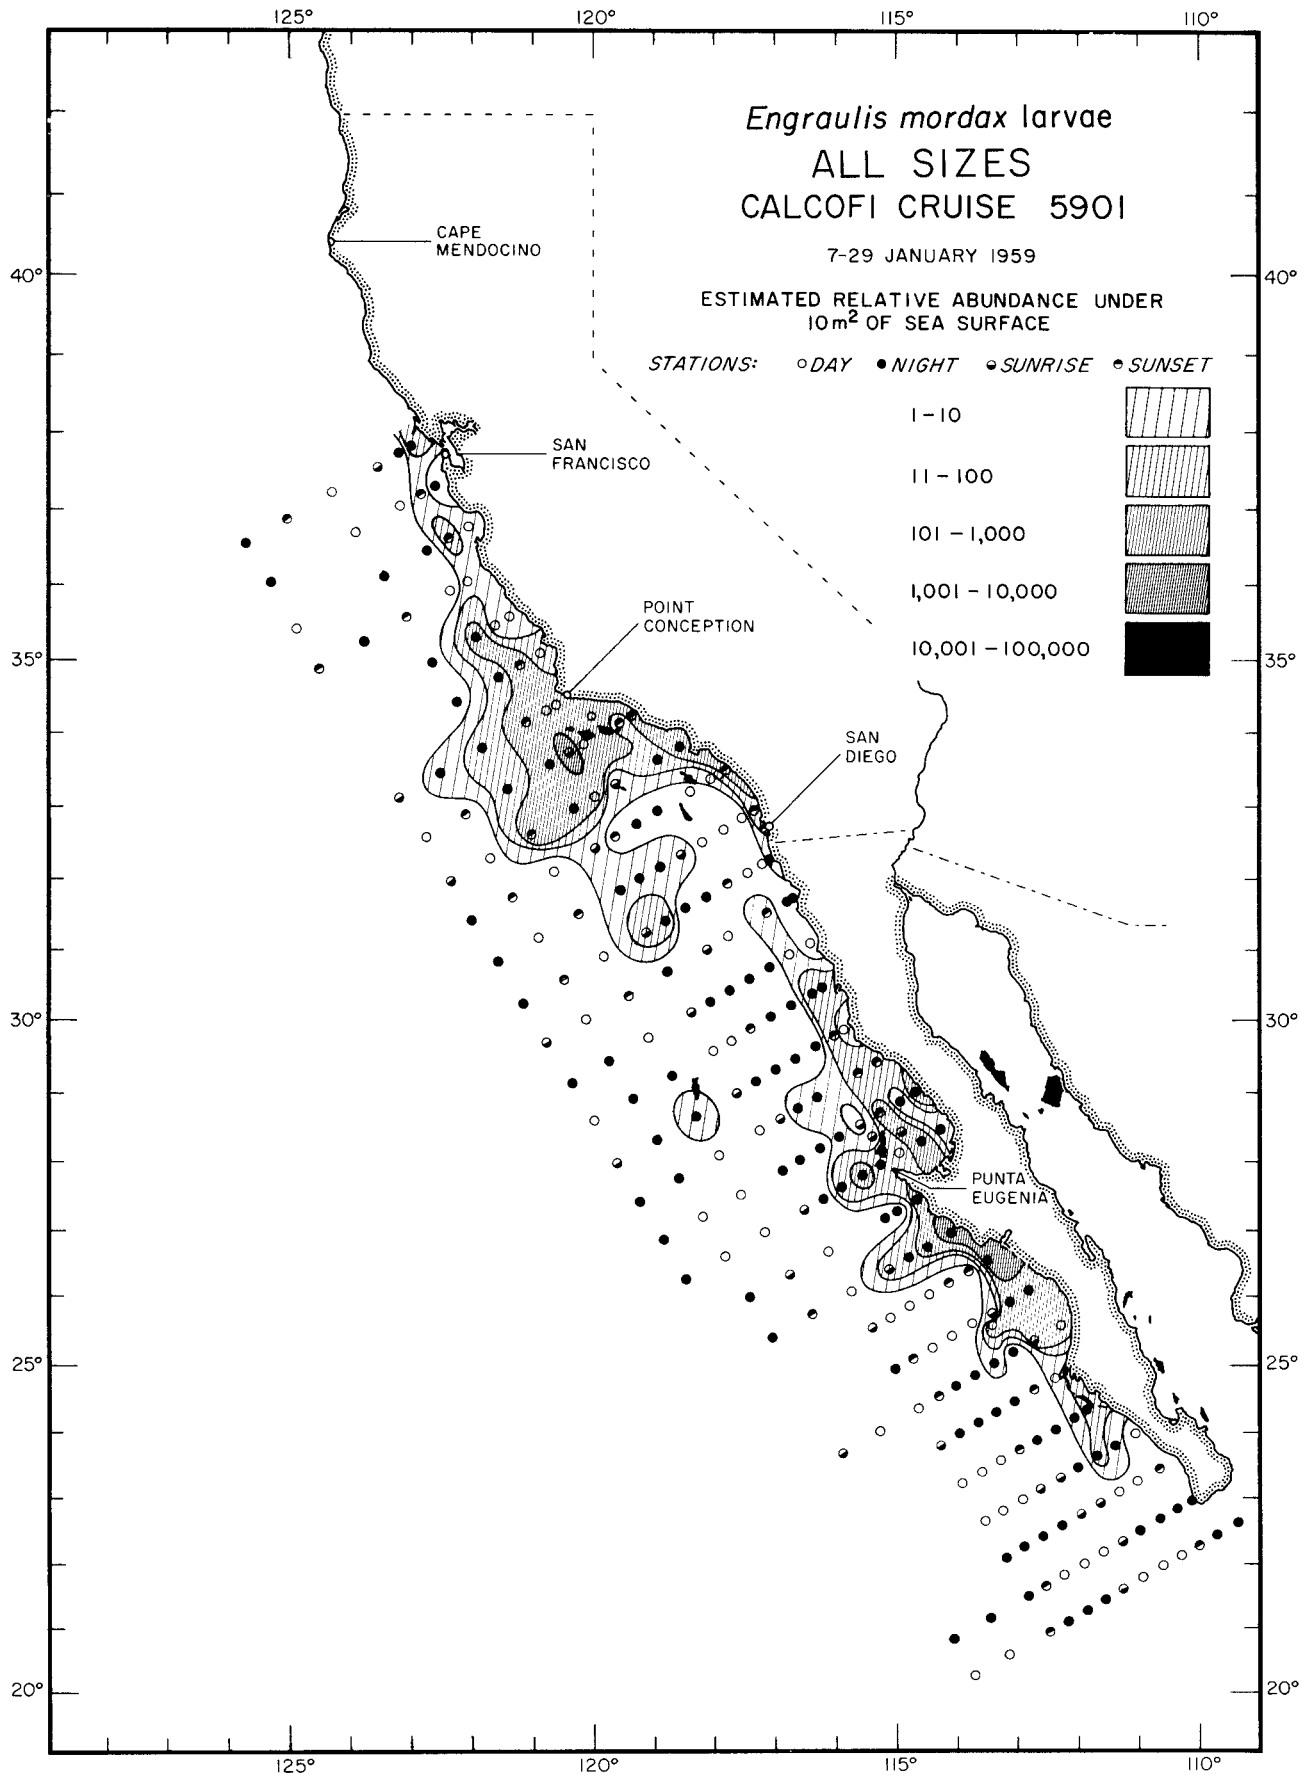 125° 120° 115° 110°
Engraulis mordax larvae
ALL SIZES
CALCOFI CRUISE 5901
7-29 JANUARY 1959
ESTIMATED RELATIVE ABUNDANCE UNDER
10m² OF SEA SURFACE
STATIONS: DAY NIGHT SUNRISE SUNSET
1-10
11-100
101-1,000
1,001-10,000
10,001-100,000
CAPE
MENDOCINO
40° 40°
SAN
FRANCISCO
POINT
CONCEPTION
35° 35°
SAN
DIEGO
30° 30°
PUNTA
EUGENIA
25° 25°
20° 20°
125° 120° 115° 110°